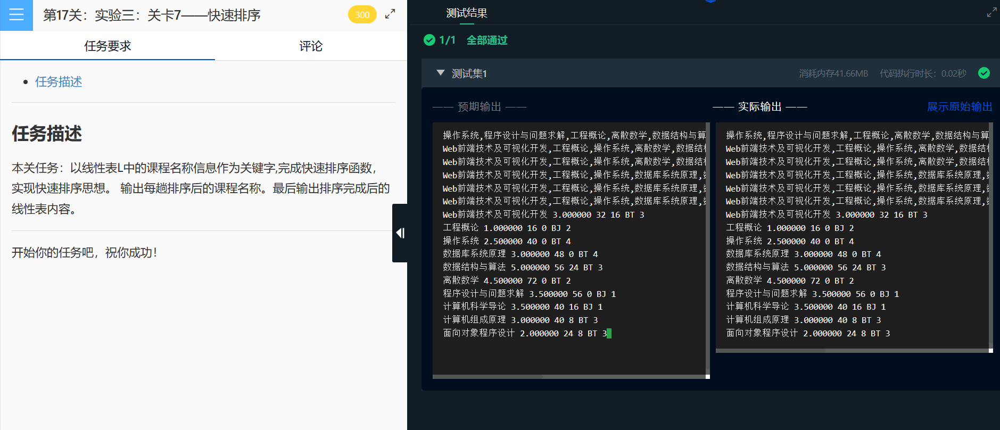 第17关：实验三：关卡7——快速排序
300
任务要求
评论
任务描述
任务描述
本关任务：以线性表L中的课程名称信息作为关键字,完成快速排序函数，
实现快速排序思想。 输出每趟排序后的课程名称。最后输出排序完成后的
线性表内容。
开始你的任务吧，祝你成功！
测试结果
1/1 全部通过
测试集1
消耗内存41.66MB 代码执行时长：0.02秒
—— 预期输出 ——
操作系统,程序设计与问题求解,工程概论,离散数学,数据结构与算
Web前端技术及可视化开发,工程概论,操作系统,离散数学,数据结
Web前端技术及可视化开发,工程概论,操作系统,离散数学,数据结
Web前端技术及可视化开发,工程概论,操作系统,数据库系统原理,
Web前端技术及可视化开发,工程概论,操作系统,数据库系统原理,
Web前端技术及可视化开发,工程概论,操作系统,数据库系统原理,
Web前端技术及可视化开发 3.000000 32 16 BT 3
工程概论 1.000000 16 0 BJ 2
操作系统 2.500000 40 0 BT 4
数据库系统原理 3.000000 48 0 BT 4
数据结构与算法 5.000000 56 24 BT 3
离散数学 4.500000 72 0 BT 2
程序设计与问题求解 3.500000 56 0 BJ 1
计算机科学导论 3.500000 40 16 BJ 1
计算机组成原理 3.000000 40 8 BT 3
面向对象程序设计 2.000000 24 8 BT 3
—— 实际输出 ——
展示原始输出
操作系统,程序设计与问题求解,工程概论,离散数学,数据结构与算
Web前端技术及可视化开发,工程概论,操作系统,离散数学,数据结
Web前端技术及可视化开发,工程概论,操作系统,离散数学,数据结
Web前端技术及可视化开发,工程概论,操作系统,数据库系统原理,
Web前端技术及可视化开发,工程概论,操作系统,数据库系统原理,
Web前端技术及可视化开发,工程概论,操作系统,数据库系统原理,
Web前端技术及可视化开发 3.000000 32 16 BT 3
工程概论 1.000000 16 0 BJ 2
操作系统 2.500000 40 0 BT 4
数据库系统原理 3.000000 48 0 BT 4
数据结构与算法 5.000000 56 24 BT 3
离散数学 4.500000 72 0 BT 2
程序设计与问题求解 3.500000 56 0 BJ 1
计算机科学导论 3.500000 40 16 BJ 1
计算机组成原理 3.000000 40 8 BT 3
面向对象程序设计 2.000000 24 8 BT 3